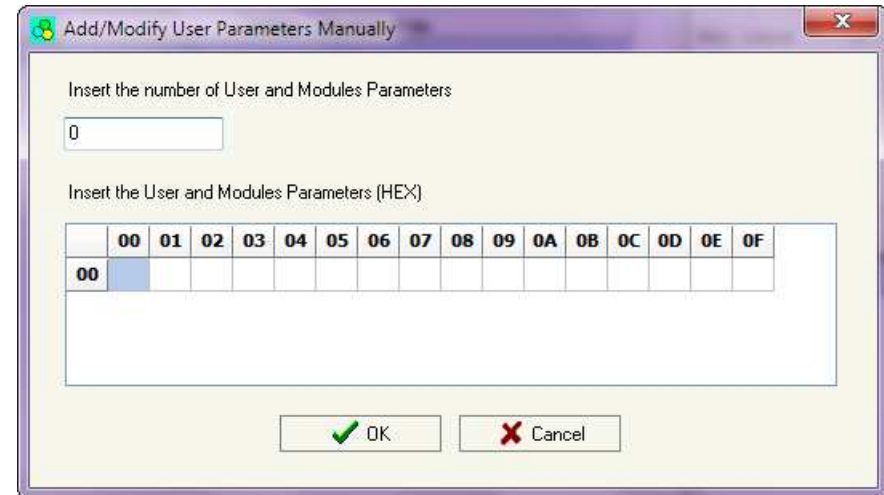 Add/Modify User Parameters Manually
Insert the number of User and Modules Parameters
0
Insert the User and Modules Parameters (HEX)
00 01 02 03 04 05 06 07 08 09 0A 0B 0C 0D 0E 0F
00
OK Cancel